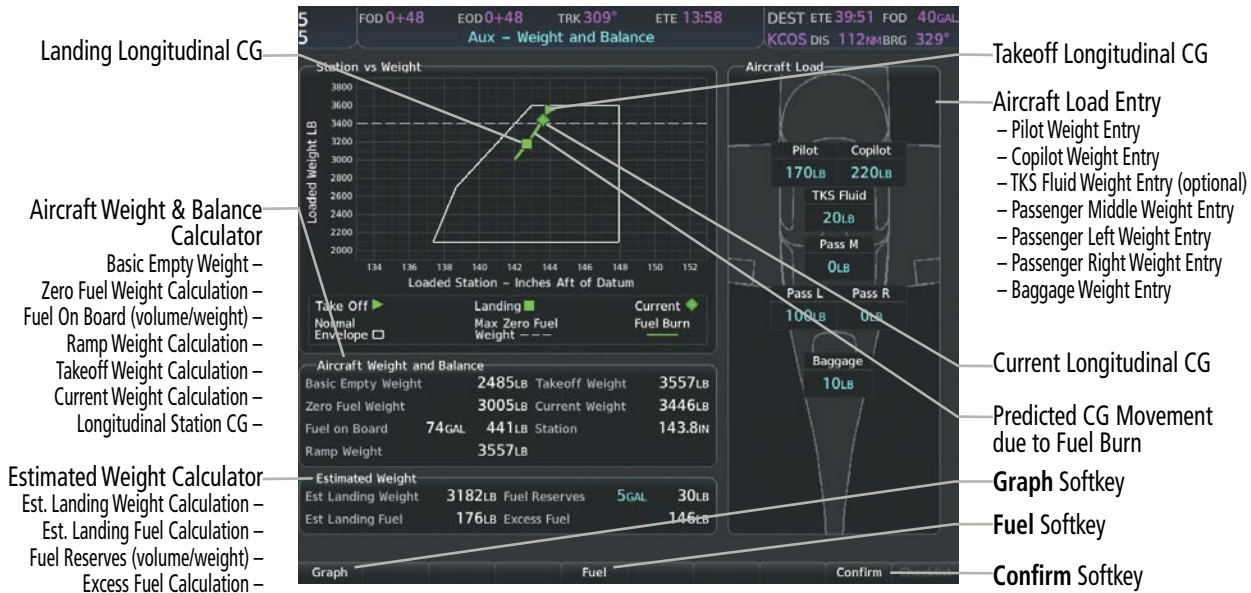 5
5
FOD 0+48 EOD 0+48 TRK 309° ETE 13:58
Aux – Weight and Balance
DEST ETE 39:51 FOD 40GAL
KCOS DIS 112NM BRG 329°
Landing Longitudinal CG
Takeoff Longitudinal CG
Aircraft Load Entry
– Pilot Weight Entry
– Copilot Weight Entry
– TKS Fluid Weight Entry (optional)
– Passenger Middle Weight Entry
– Passenger Left Weight Entry
– Passenger Right Weight Entry
– Baggage Weight Entry
Current Longitudinal CG
Predicted CG Movement
due to Fuel Burn
Graph Softkey
Fuel Softkey
Confirm Softkey
Aircraft Weight & Balance
Calculator
Basic Empty Weight –
Zero Fuel Weight Calculation –
Fuel On Board (volume/weight) –
Ramp Weight Calculation –
Takeoff Weight Calculation –
Current Weight Calculation –
Longitudinal Station CG –
Estimated Weight Calculator
Est. Landing Weight Calculation –
Est. Landing Fuel Calculation –
Fuel Reserves (volume/weight) –
Excess Fuel Calculation –
Station vs Weight
Loaded Weight LB
3800
3600
3400
3200
3000
2800
2600
2400
2200
2000
134 136 138 140 142 144 146 148 150 152
Loaded Station – Inches Aft of Datum
Take Off Landing Current
Normal Envelope
Max Zero Fuel Weight
Fuel Burn
Aircraft Load
Pilot Copilot
170LB 220LB
TKS Fluid
20LB
Pass M
0LB
Pass L Pass R
100LB 0LB
Baggage
10LB
Aircraft Weight and Balance
Basic Empty Weight 2485LB Takeoff Weight 3557LB
Zero Fuel Weight 3005LB Current Weight 3446LB
Fuel on Board 74GAL 441LB Station 143.8IN
Ramp Weight 3557LB
Estimated Weight
Est Landing Weight 3182LB Fuel Reserves 5GAL 30LB
Est Landing Fuel 176LB Excess Fuel 146LB
Graph Fuel Confirm Checklist